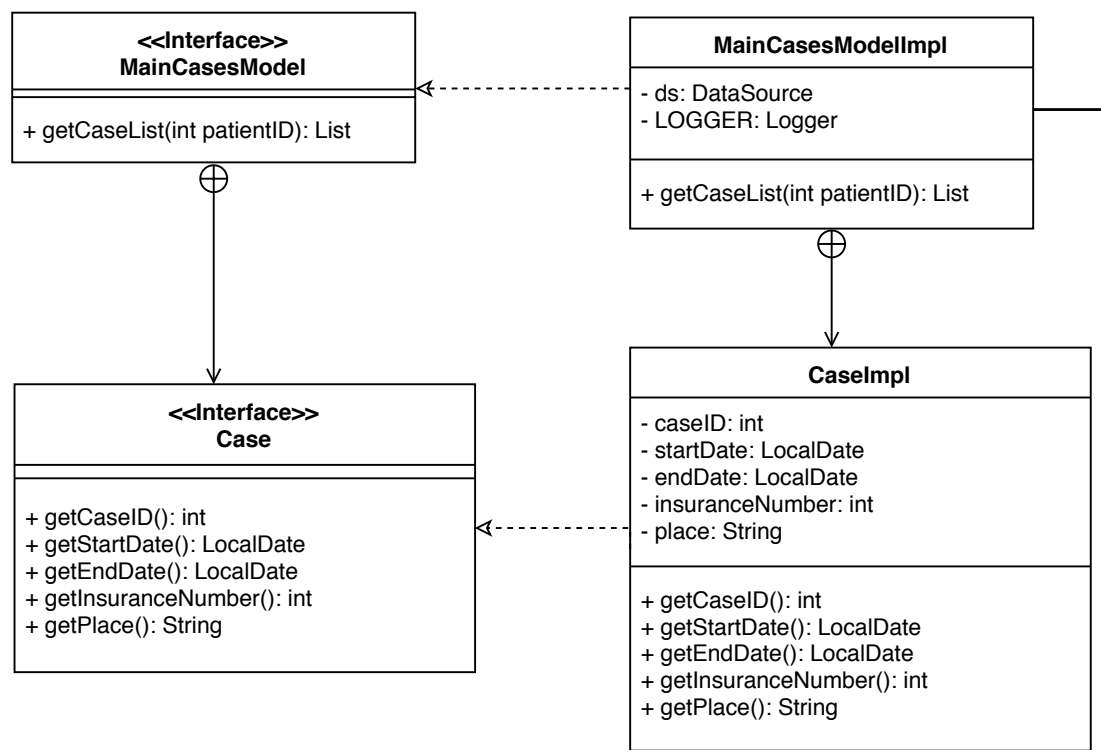 <<Interface>>
MainCasesModel
+ getCaseList(int patientID): List
MainCasesModelImpl
- ds: DataSource
- LOGGER: Logger
+ getCaseList(int patientID): List
<<Interface>>
Case
+ getCaseID(): int
+ getStartDate(): LocalDate
+ getEndDate(): LocalDate
+ getInsuranceNumber(): int
+ getPlace(): String
CaseImpl
- caseID: int
- startDate: LocalDate
- endDate: LocalDate
- insuranceNumber: int
- place: String
+ getCaseID(): int
+ getStartDate(): LocalDate
+ getEndDate(): LocalDate
+ getInsuranceNumber(): int
+ getPlace(): String